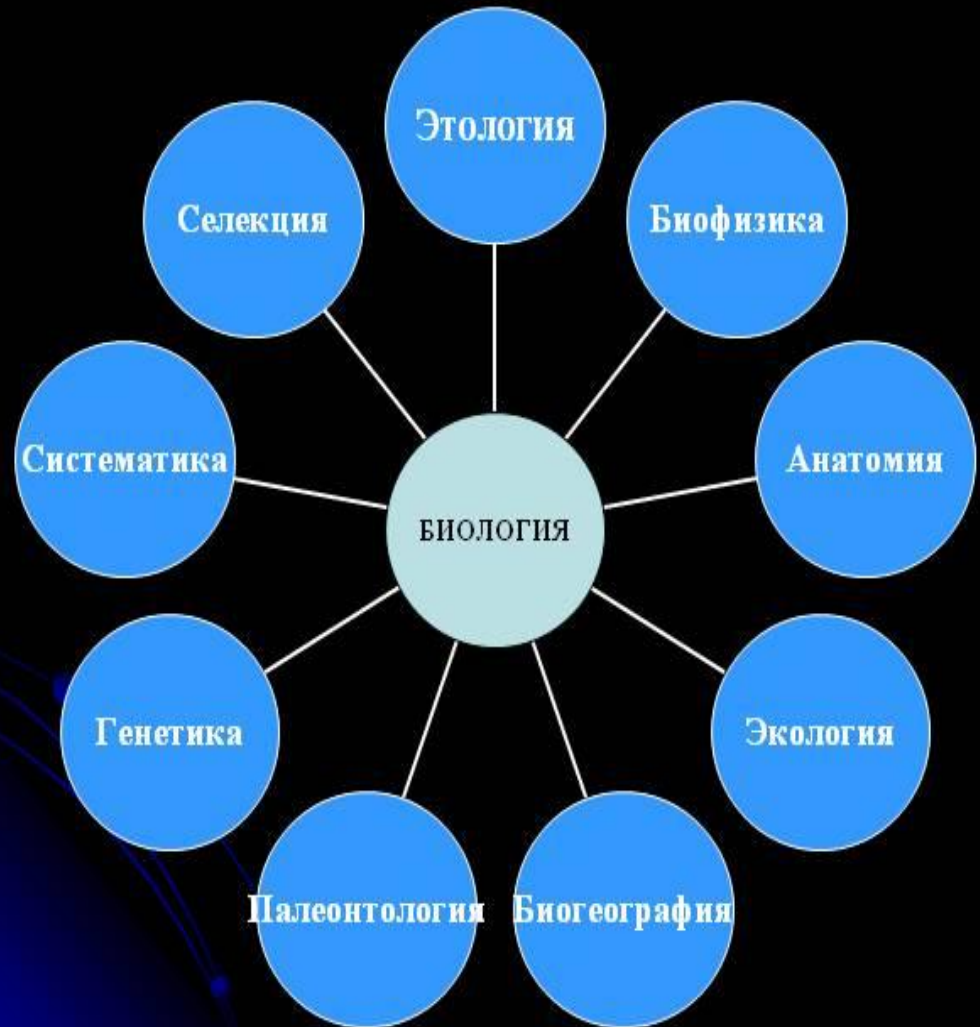 Этология
Селекция
Биофизика
Систематика
Анатомия
БИОЛОГИЯ
Генетика
Экология
Палеонтология
Биогеография